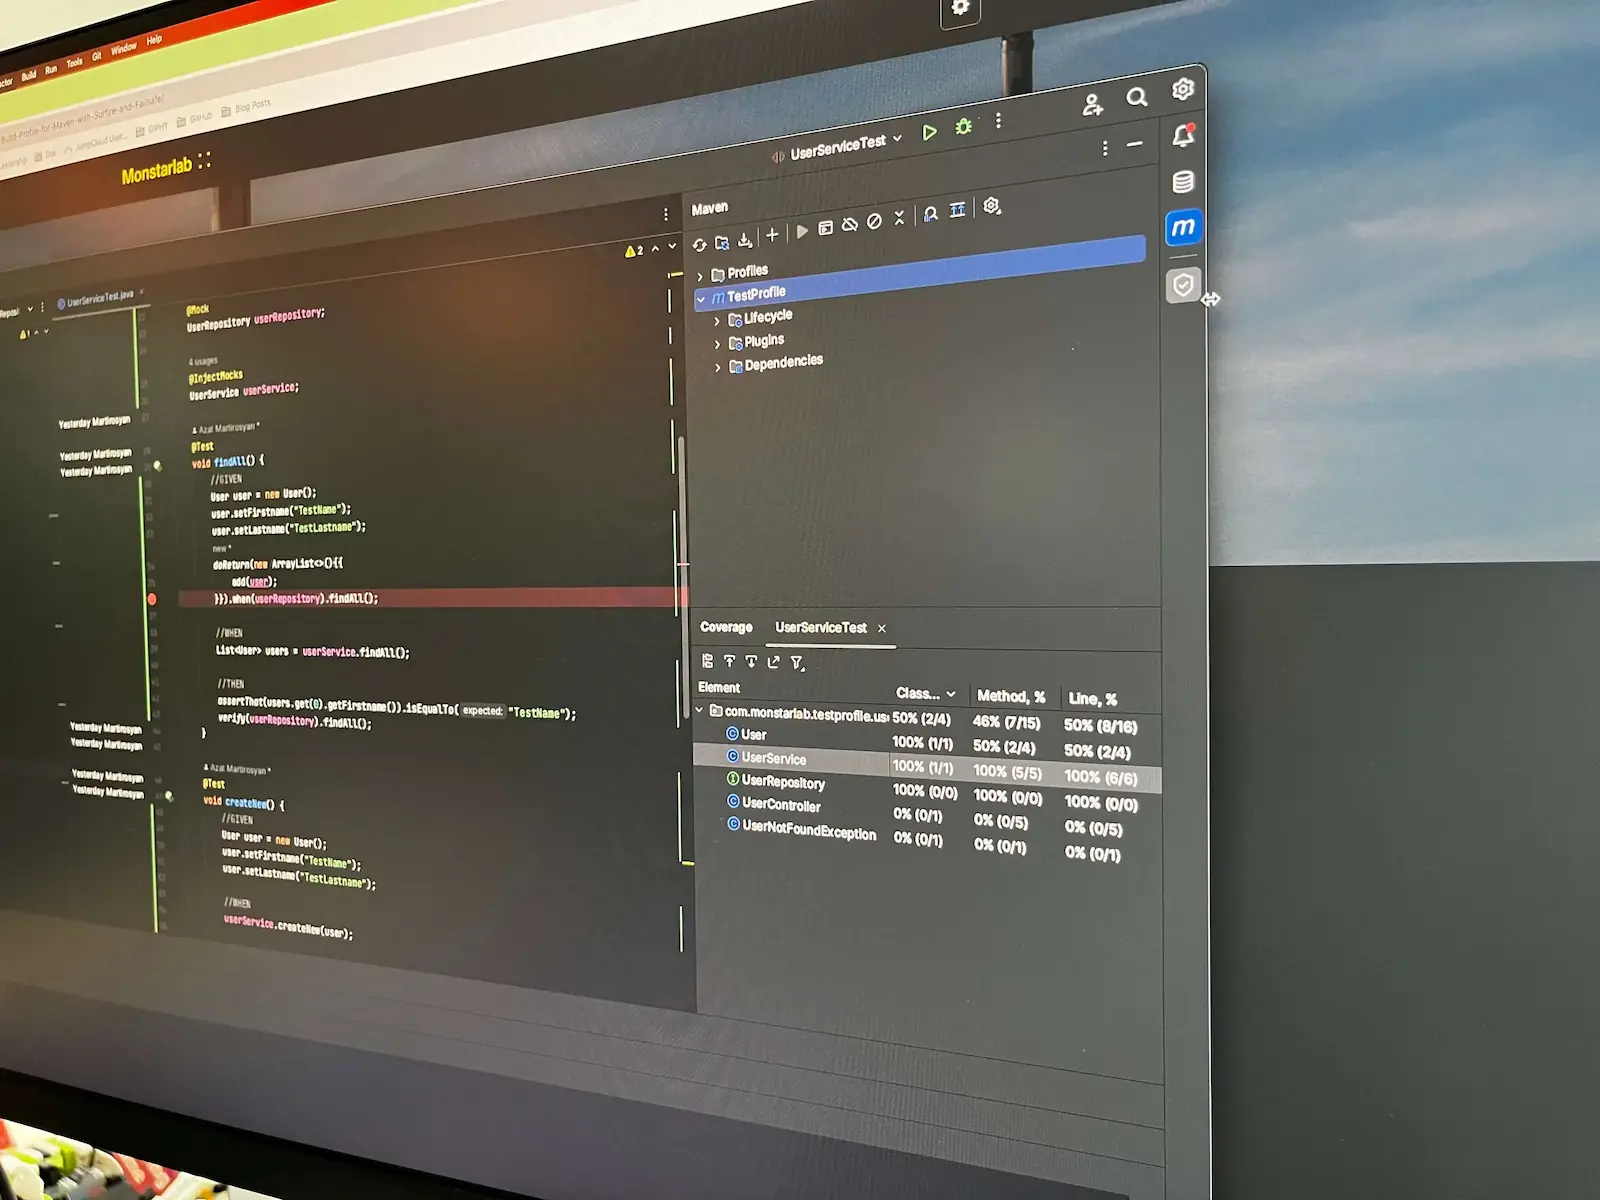 Build Run Tools Git Window Help
Build-Profile-for-Maven-with-Surfire-and-Failsafe/
Doc JumpCloud User... GIPHY GitHub Blog Posts
Monstarlab
UserServiceTest
Maven
2
Profiles
TestProfile
Lifecycle
Plugins
Dependencies
UserServiceTest.java
1
@Mock
UserRepository userRepository;
4 usages
@InjectMocks
UserService userService;
Yesterday Martirosyan
Azat Martirosyan *
@Test
Yesterday Martirosyan
void findAll() {
Yesterday Martirosyan
//GIVEN
User user = new User();
user.setFirstname("TestName");
user.setLastname("TestLastname");
new *
doReturn(new ArrayList<>(){{
add(user);
}}).when(userRepository).findAll();
//WHEN
List<User> users = userService.findAll();
//THEN
assertThat(users.get(0).getFirstname()).isEqualTo( expected: "TestName");
verify(userRepository).findAll();
Yesterday Martirosyan
}
Yesterday Martirosyan
Azat Martirosyan *
Yesterday Martirosyan
@Test
Yesterday Martirosyan
void createNew() {
//GIVEN
User user = new User();
user.setFirstname("TestName");
user.setLastname("TestLastname");
//WHEN
userService.createNew(user);
Coverage UserServiceTest
Element Class... Method, % Line, %
com.monstarlab.testprofile.us 50% (2/4) 46% (7/15) 50% (8/16)
User 100% (1/1) 50% (2/4) 50% (2/4)
UserService 100% (1/1) 100% (5/5) 100% (6/6)
UserRepository 100% (0/0) 100% (0/0) 100% (0/0)
UserController 0% (0/1) 0% (0/5) 0% (0/5)
UserNotFoundException 0% (0/1) 0% (0/1) 0% (0/1)